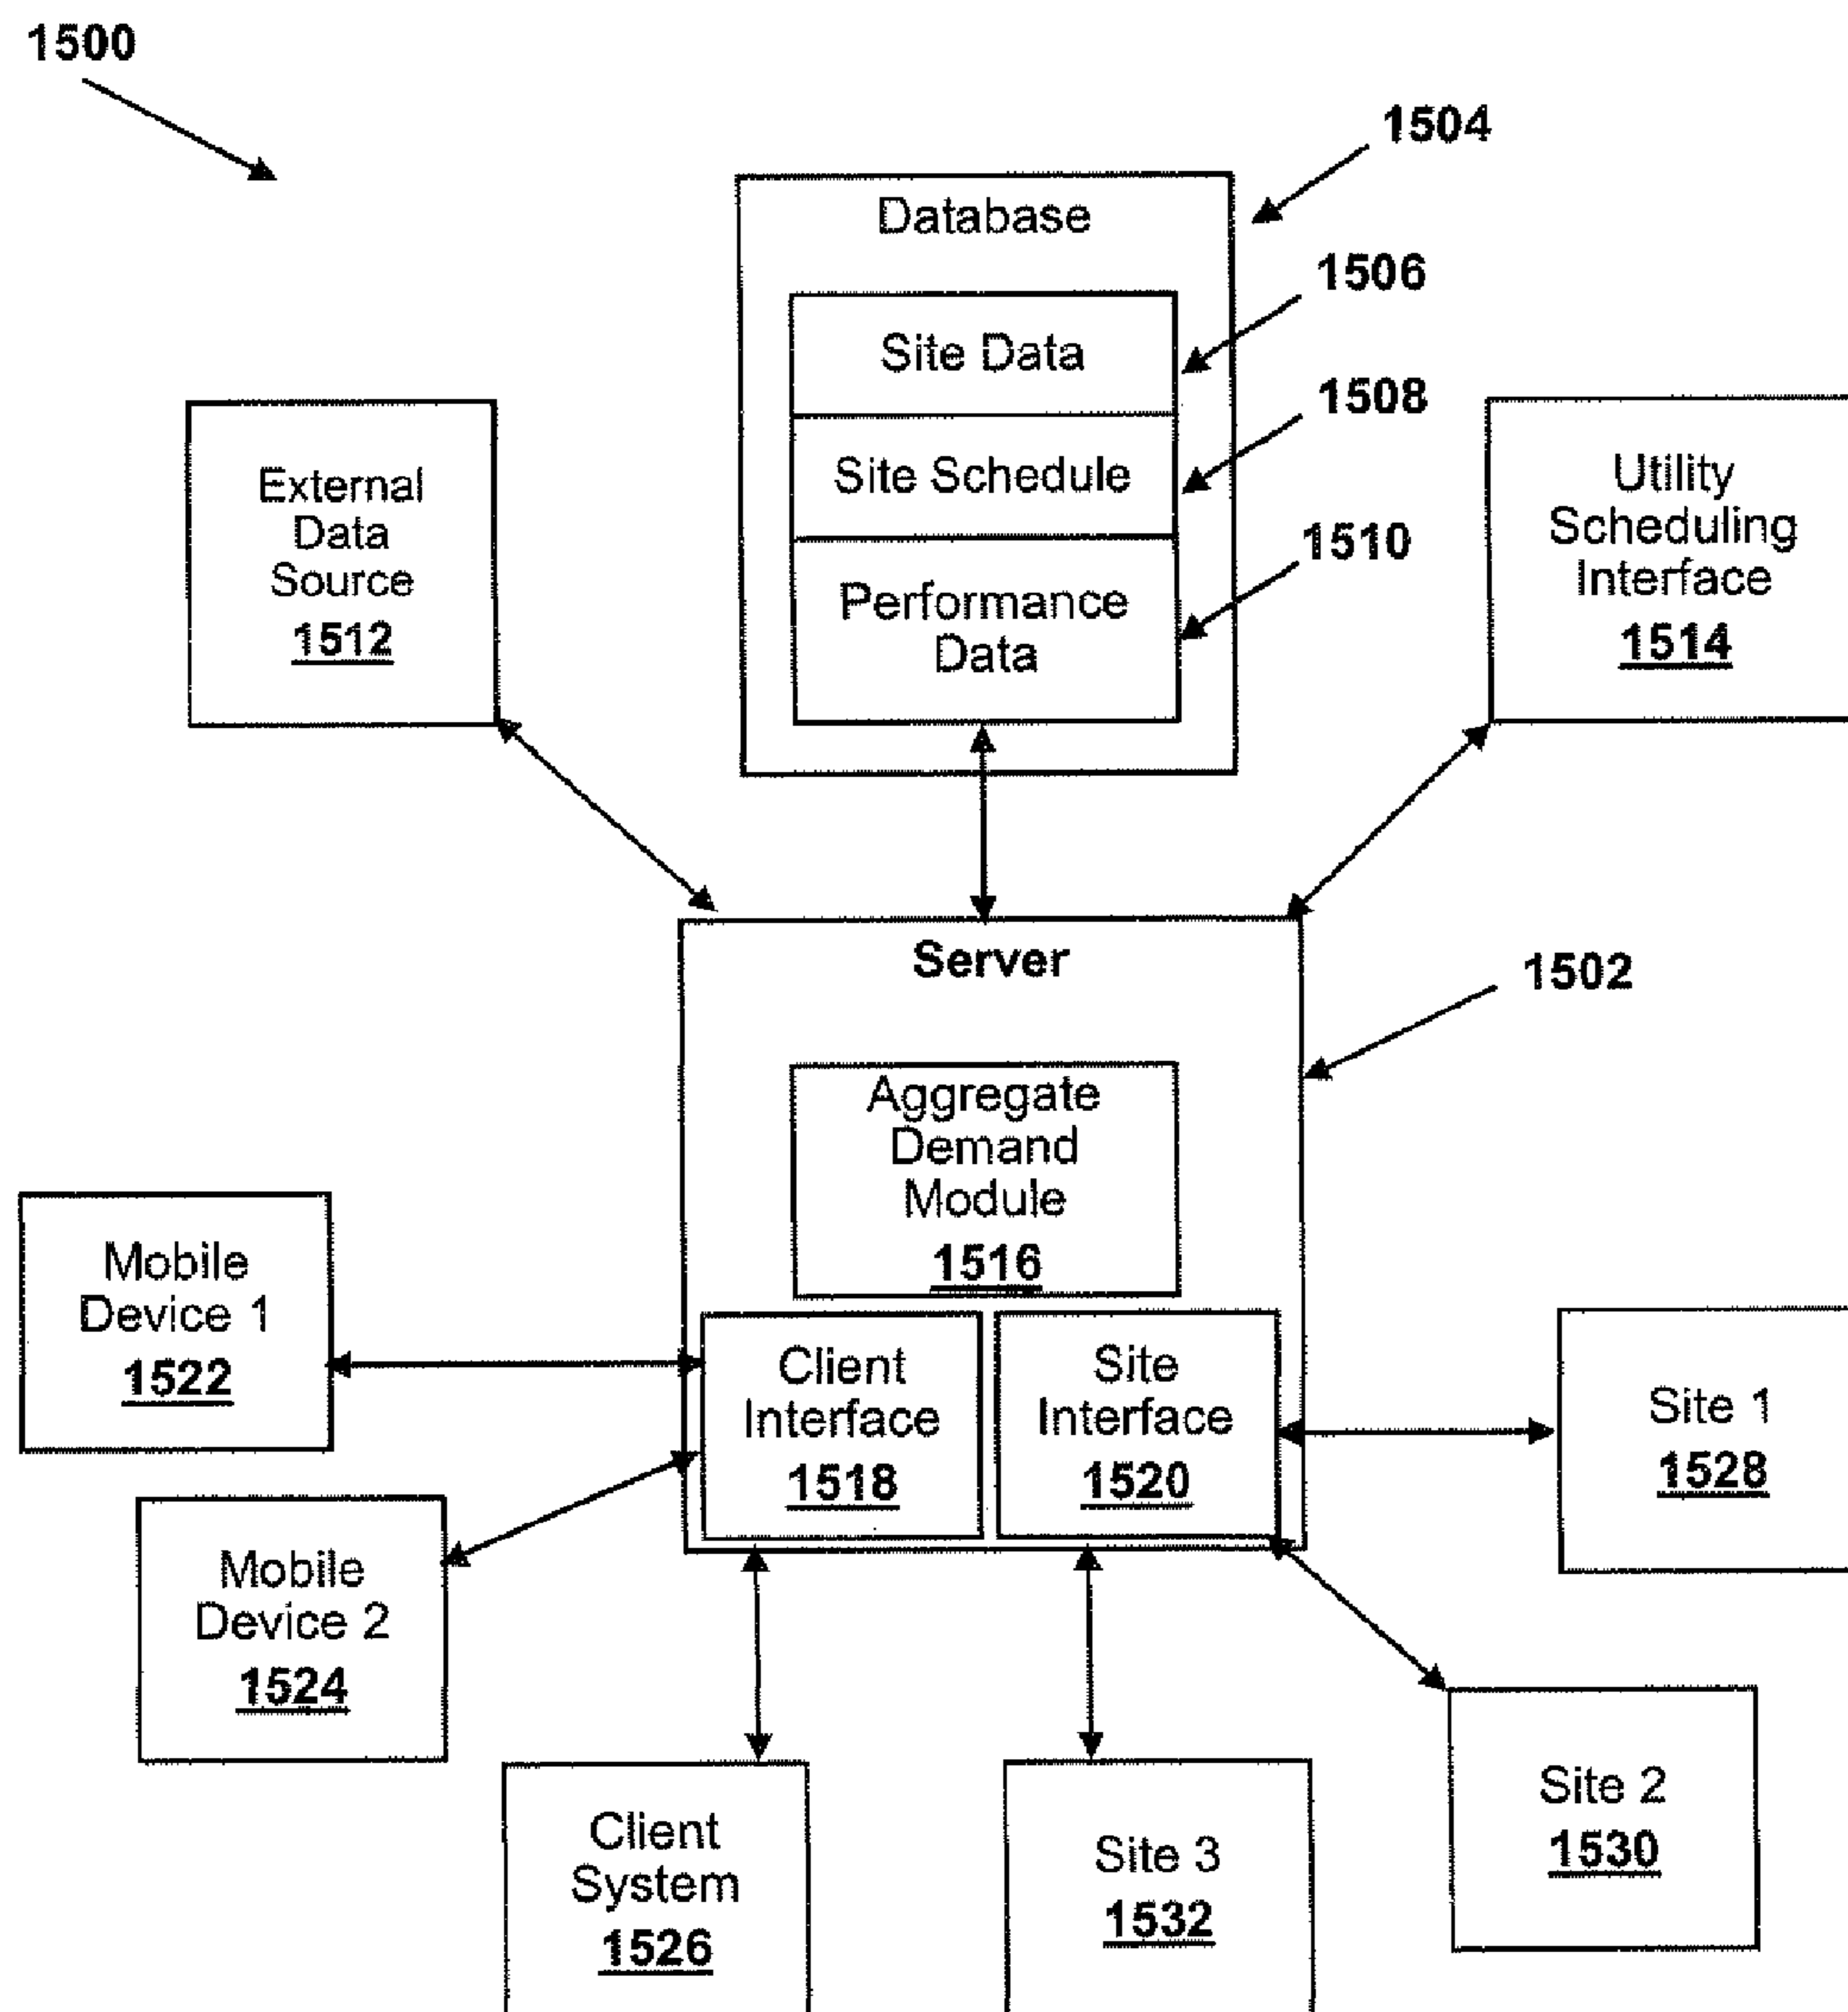 1500
1504
Database
1506
Site Data
1508
Site Schedule
1510
Performance
Data
External
Data
Source
1512
Utility
Scheduling
Interface
1514
Server
1502
Aggregate
Demand
Module
1516
Mobile
Device 1
1522
Client
Interface
1518
Site
Interface
1520
Site 1
1528
Mobile
Device 2
1524
Client
System
1526
Site 3
1532
Site 2
1530